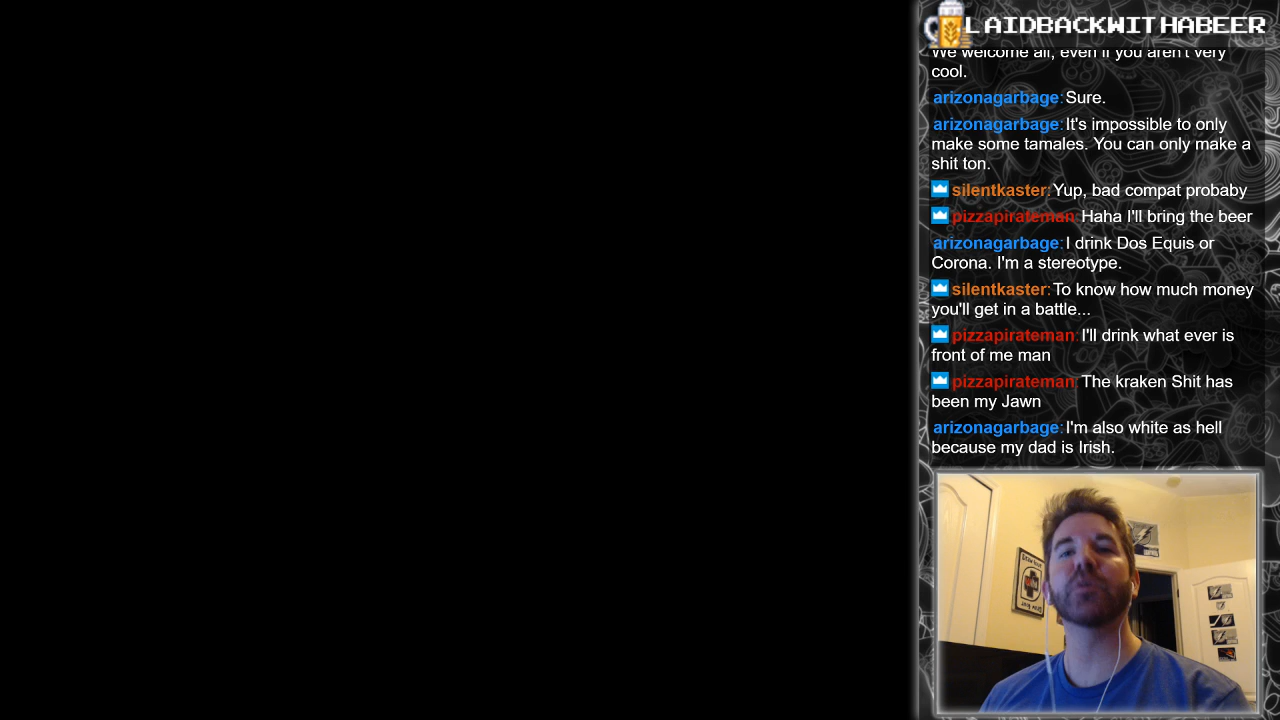 LAIDBACKWITHABEER
We welcome all, even if you aren't very
cool.
arizonagarbage: Sure.
arizonagarbage: It's impossible to only
make some tamales. You can only make a
shit ton.
silentkaster: Yup, bad compat probaby
pizzapirateman: Haha I'll bring the beer
arizonagarbage: I drink Dos Equis or
Corona. I'm a stereotype.
silentkaster: To know how much money
you'll get in a battle...
pizzapirateman: I'll drink what ever is
front of me man
pizzapirateman: The kraken Shit has
been my Jawn
arizonagarbage: I'm also white as hell
because my dad is Irish.